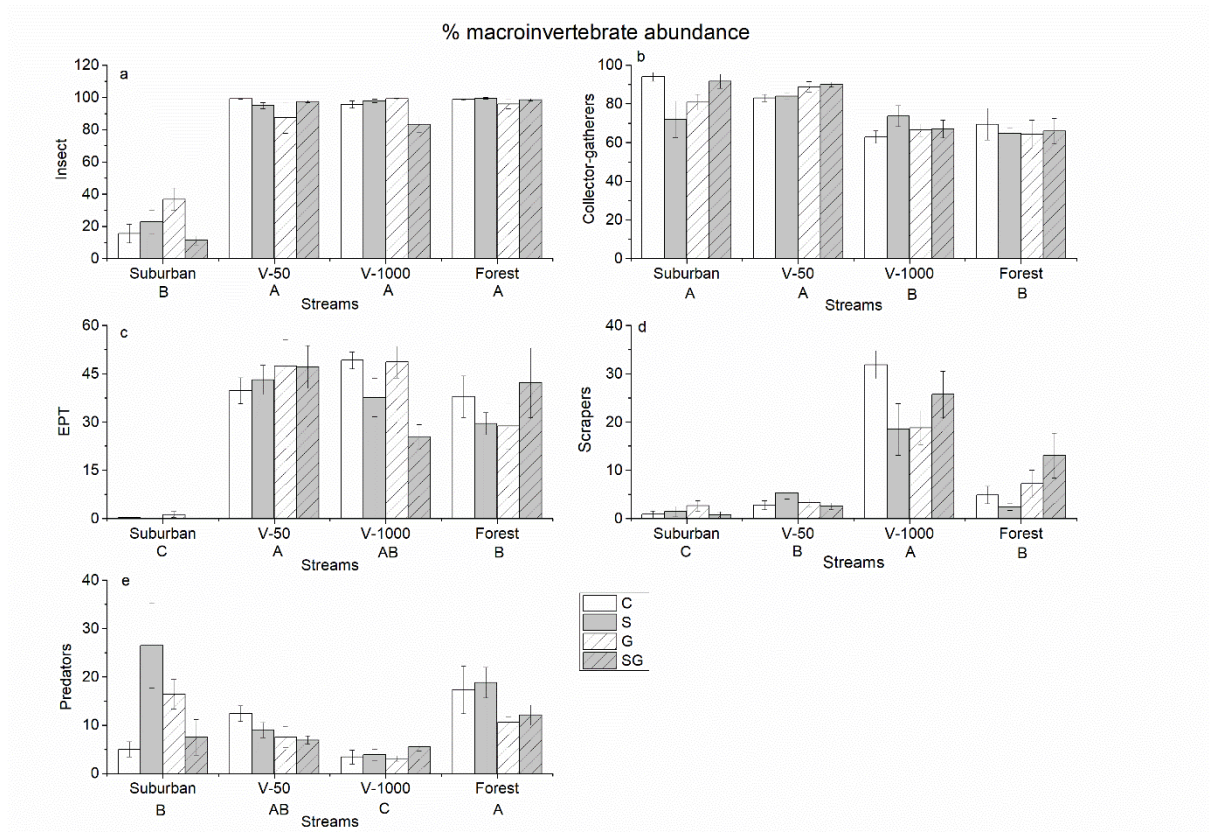 % macroinvertebrate abundance
a
120
100
80
60
40
20
0
Insect
Suburban V-50 V-1000 Forest
B A A A
Streams
b
100
80
60
40
20
0
Collector-gatherers
Suburban V-50 V-1000 Forest
A A B B
Streams
c
60
45
30
15
0
EPT
Suburban V-50 V-1000 Forest
C A AB B
Streams
d
40
30
20
10
0
Scrapers
Suburban V-50 V-1000 Forest
C B A B
Streams
e
40
30
20
10
0
Predators
Suburban V-50 V-1000 Forest
B AB C A
Streams
C
S
G
SG